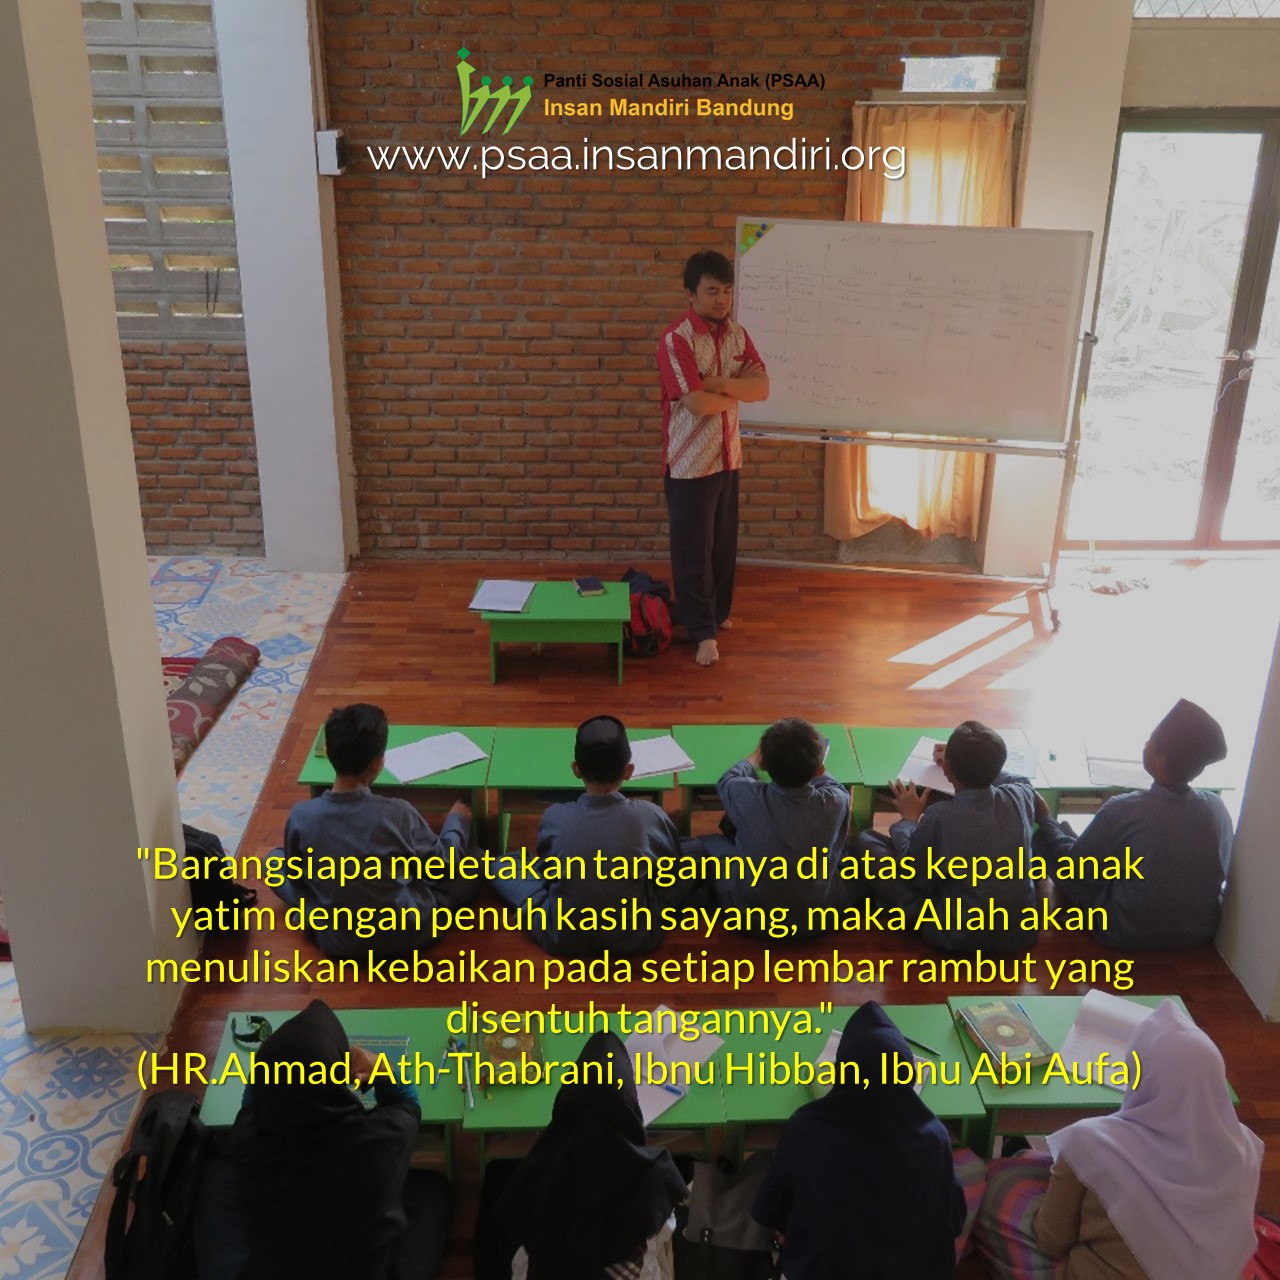 Panti Sosial Asuhan Anak (PSAA)
Insan Mandiri Bandung
www.psaa.insanmandiri.org
"Barangsiapa meletakan tangannya di atas kepala anak
yatim dengan penuh kasih sayang, maka Allah akan
menuliskan kebaikan pada setiap lembar rambut yang
disentuh tangannya."
(HR.Ahmad, Ath-Thabrani, Ibnu Hibban, Ibnu Abi Aufa)